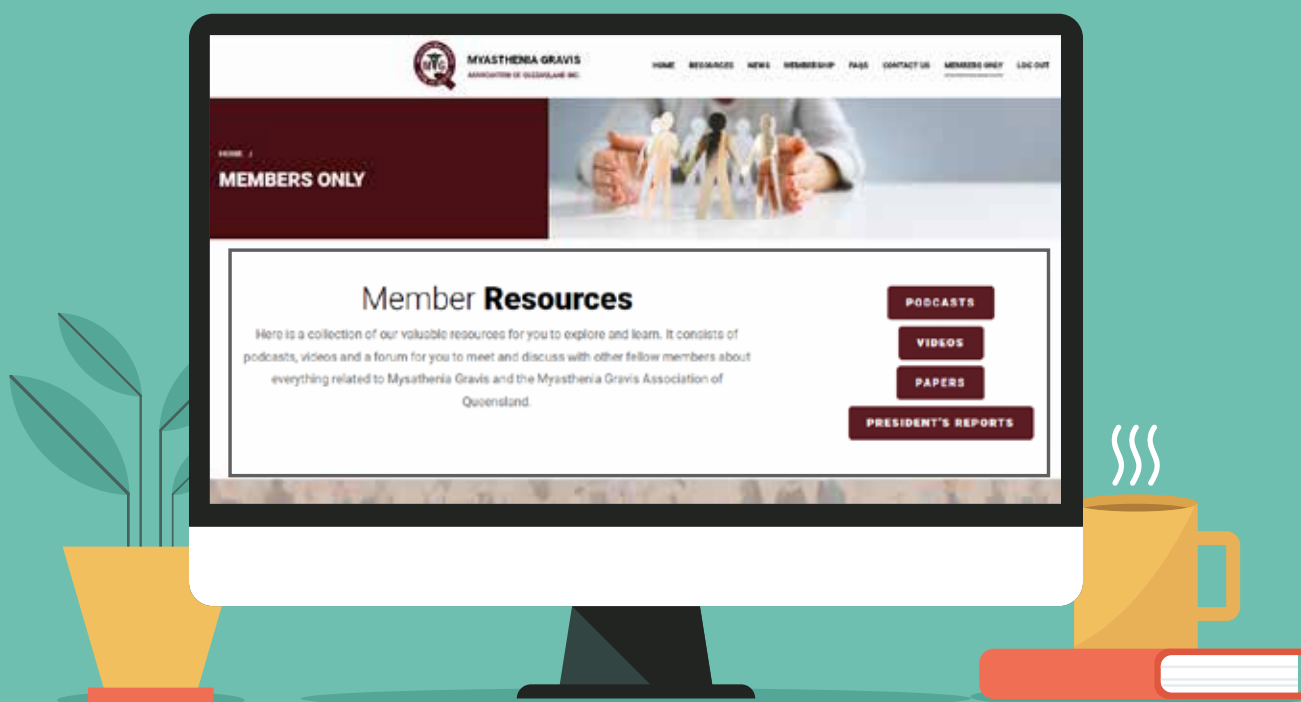 MYASTHENIA GRAVIS
ASSOCIATION OF QUEENSLAND INC.
HOME RESOURCES NEWS MEMBERSHIP FAQS CONTACT US MEMBERS ONLY LOG OUT
HOME /
MEMBERS ONLY
Member Resources
Here is a collection of our valuable resources for you to explore and learn. It consists of
podcasts, videos and a forum for you to meet and discuss with other fellow members about
everything related to Mysathenia Gravis and the Myasthenia Gravis Association of
Queensland.
PODCASTS
VIDEOS
PAPERS
PRESIDENT'S REPORTS